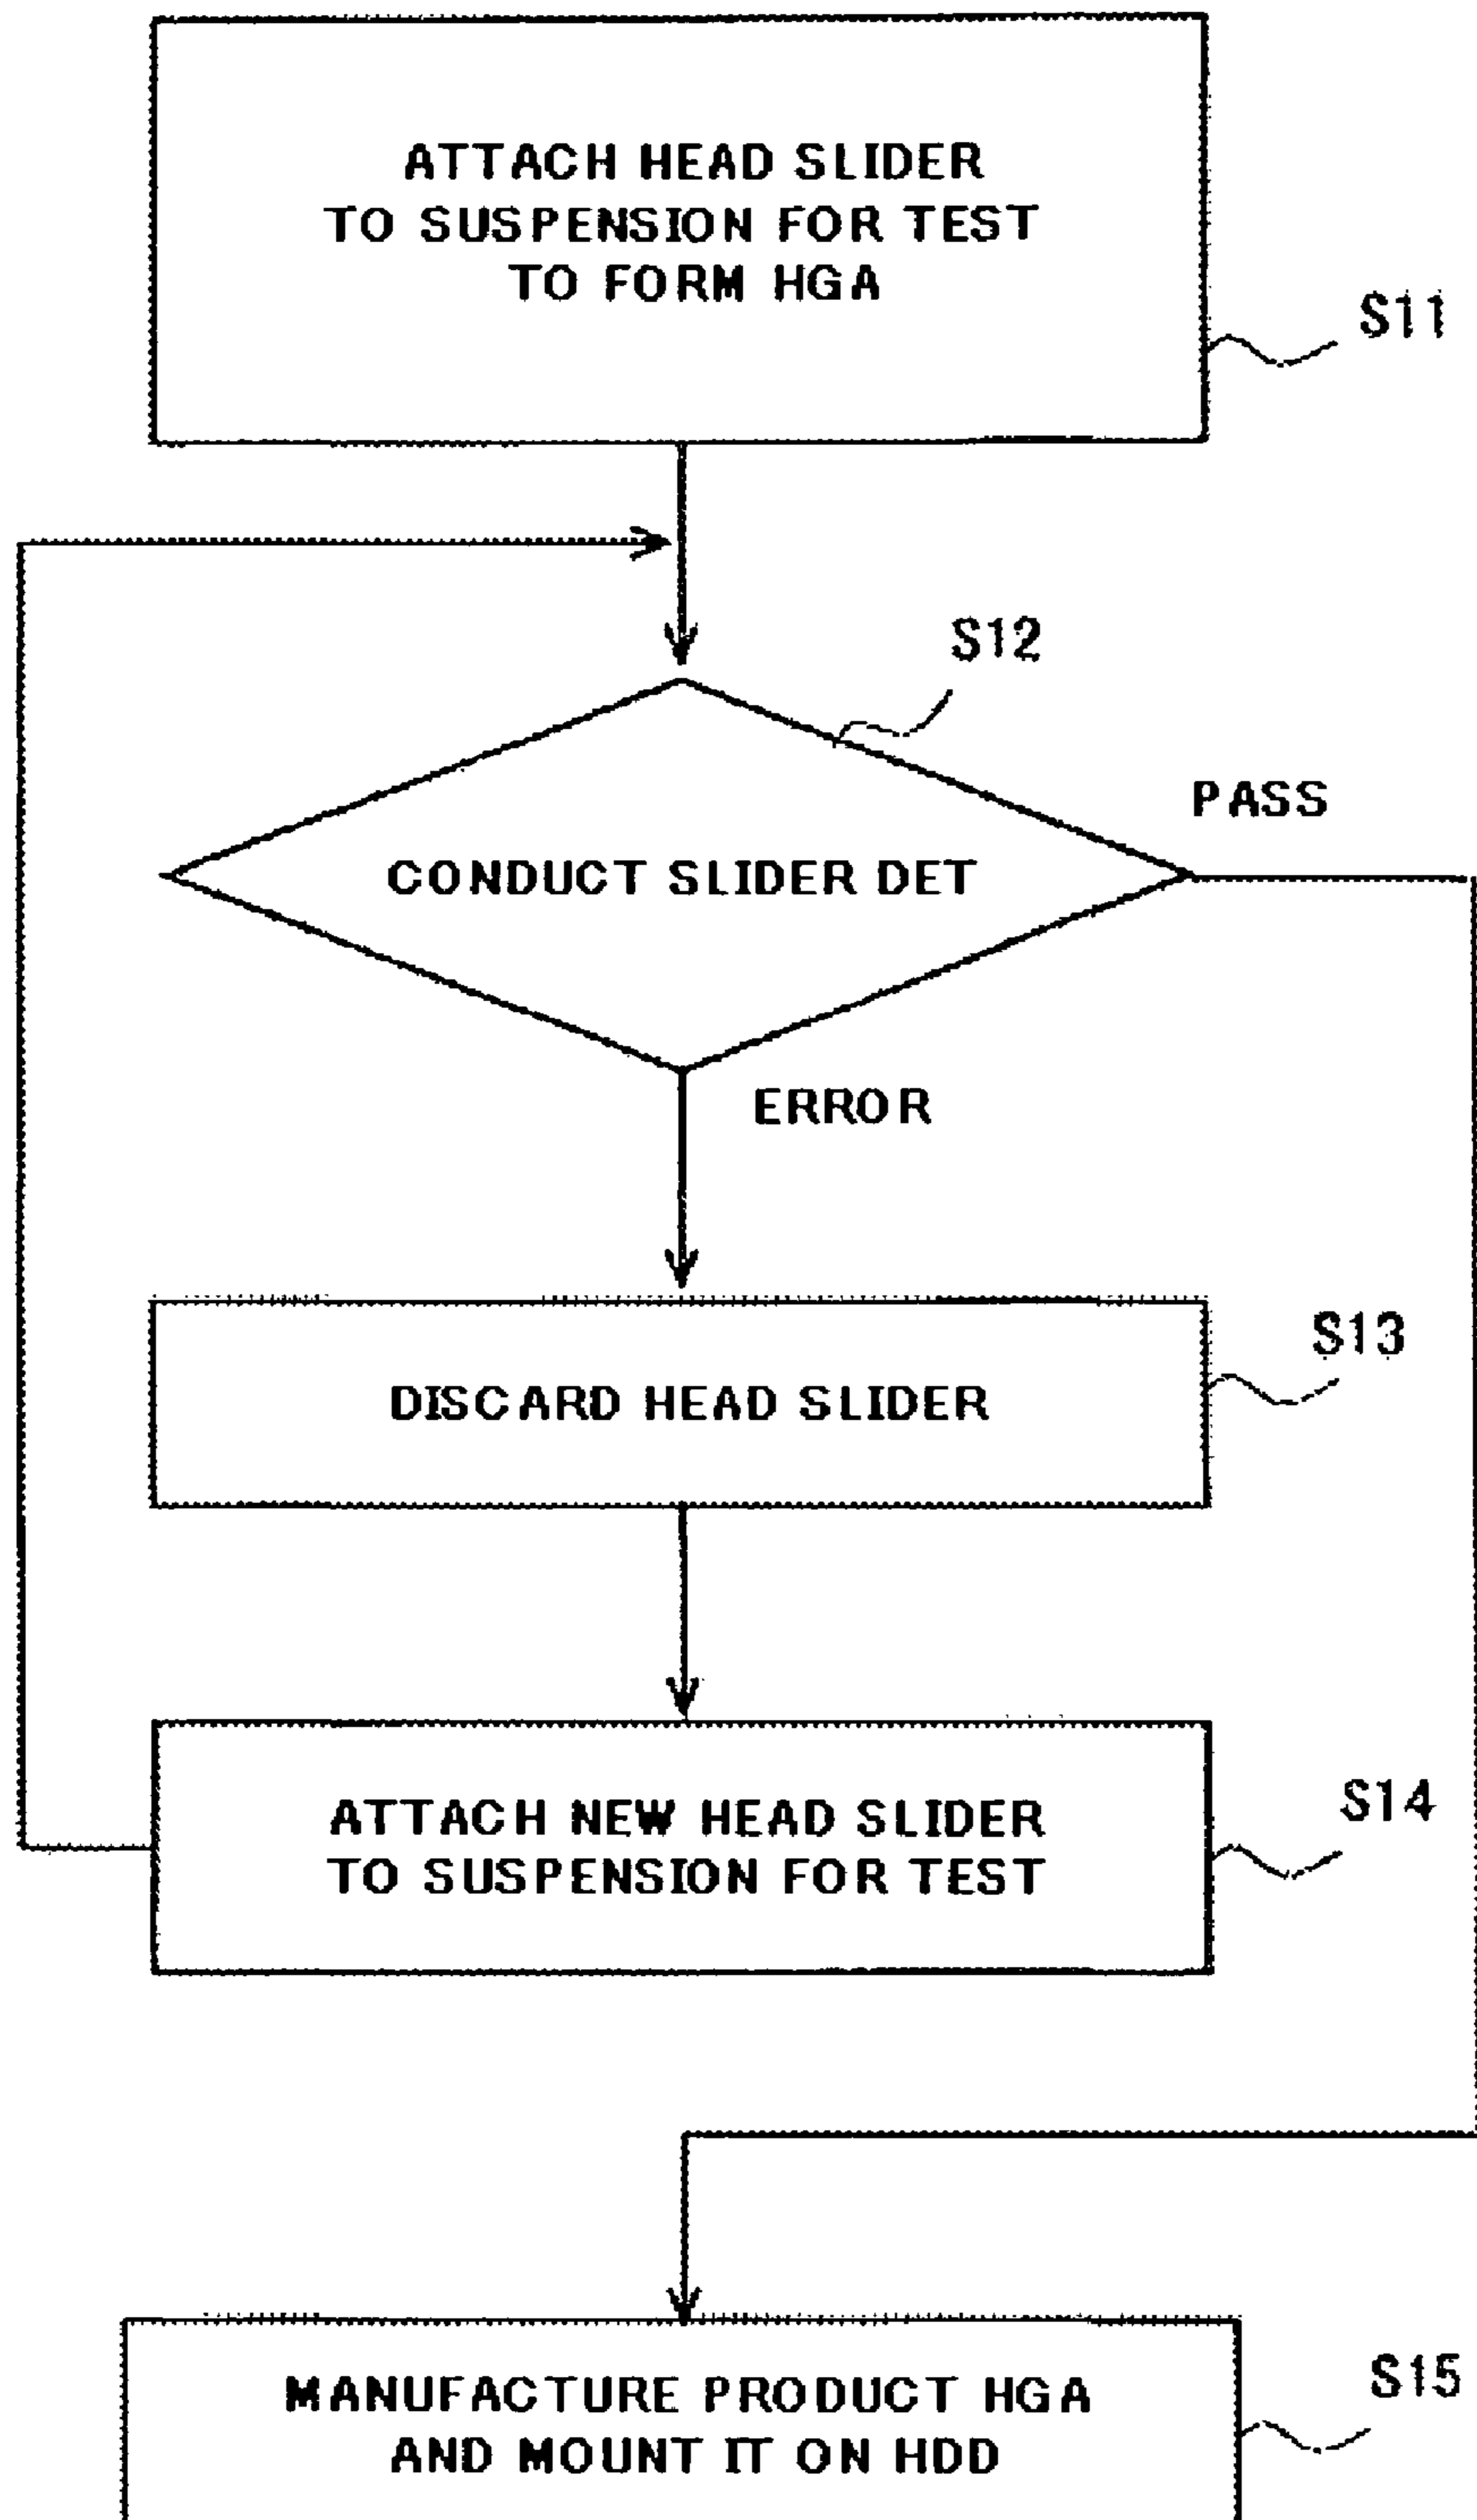 ATTACH HEAD SLIDER
TO SUSPENSION FOR TEST
TO FORM HGA
S11
S12
PASS
CONDUCT SLIDER DET
ERROR
S13
DISCARD HEAD SLIDER
S14
ATTACH NEW HEAD SLIDER
TO SUSPENSION FOR TEST
S15
MANUFACTURE PRODUCT HGA
AND MOUNT IT ON HDD